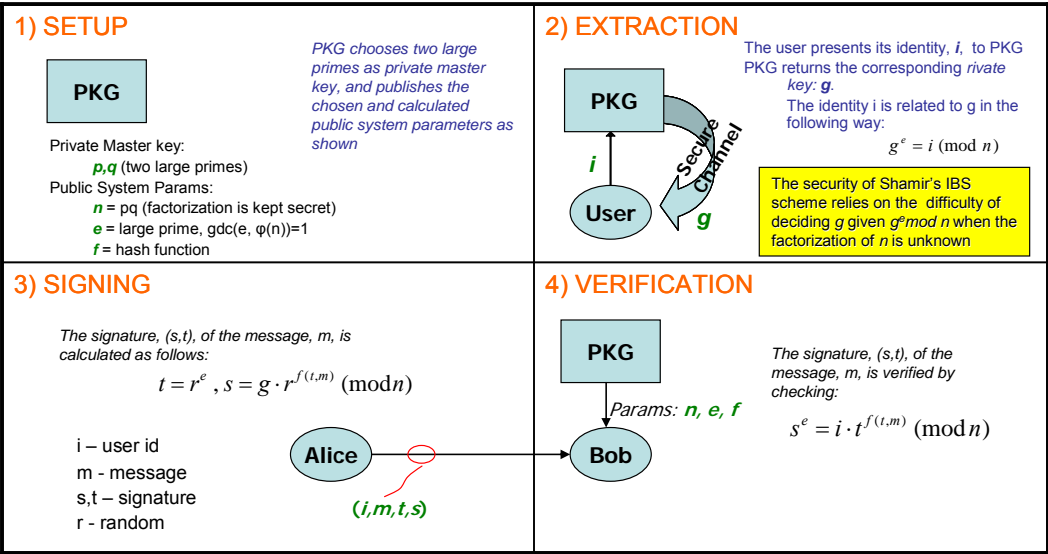 1) SETUP
PKG
PKG chooses two large
primes as private master
key, and publishes the
chosen and calculated
public system parameters as
shown
Private Master key:
p,q (two large primes)
Public System Params:
n = pq (factorization is kept secret)
e = large prime, gdc(e, φ(n))=1
f = hash function
2) EXTRACTION
The user presents its identity, i, to PKG
PKG returns the corresponding rivate
key: g.
The identity i is related to g in the
following way:
g^e = i (mod n)
PKG
Secure
Channel
i
User
g
The security of Shamir's IBS
scheme relies on the difficulty of
deciding g given g^e mod n when the
factorization of n is unknown
3) SIGNING
The signature, (s,t), of the message, m, is
calculated as follows:
t = r^e , s = g · r^{f(t,m)} (mod n)
i – user id
m - message
s,t – signature
r - random
Alice
(i,m,t,s)
4) VERIFICATION
PKG
Params: n, e, f
Bob
The signature, (s,t), of the
message, m, is verified by
checking:
s^e = i · t^{f(t,m)} (mod n)